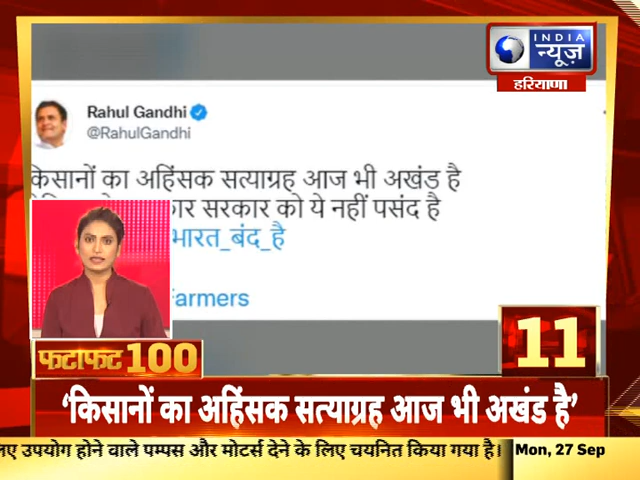 INDIA
न्यूज़
हरियाणा
Rahul Gandhi
@RahulGandhi
किसानों का अहिंसक सत्याग्रह आज भी अखंड है
सरकार को ये नहीं पसंद है
भारत_बंद_है
Farmers
फटाफट 100
11
‘किसानों का अहिंसक सत्याग्रह आज भी अखंड है’
उपयोग होने वाले पम्पस और मोटर्स देने के लिए चयनित किया गया है।
Mon, 27 Sep